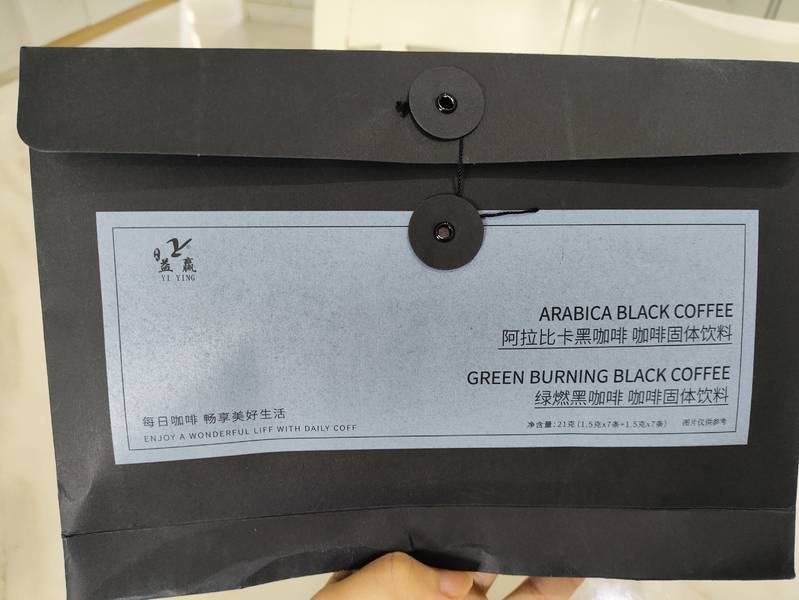 益赢
YI YING
ARABICA BLACK COFFEE
阿拉比卡黑咖啡 咖啡固体饮料
GREEN BURNING BLACK COFFEE
绿燃黑咖啡 咖啡固体饮料
每日咖啡 畅享美好生活
ENJOY A WONDERFUL LIFF WITH DAILY COFF
净含量:21克 (1.5克x7条+1.5克x7条) 图片仅供参考